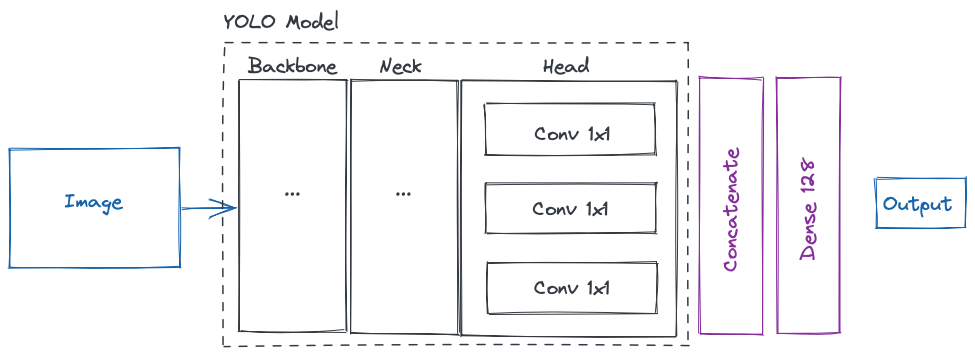 YOLO Model
Backbone
Neck
Head
Image
...
...
Conv 1x1
Conv 1x1
Conv 1x1
Concatenate
Dense 128
Output